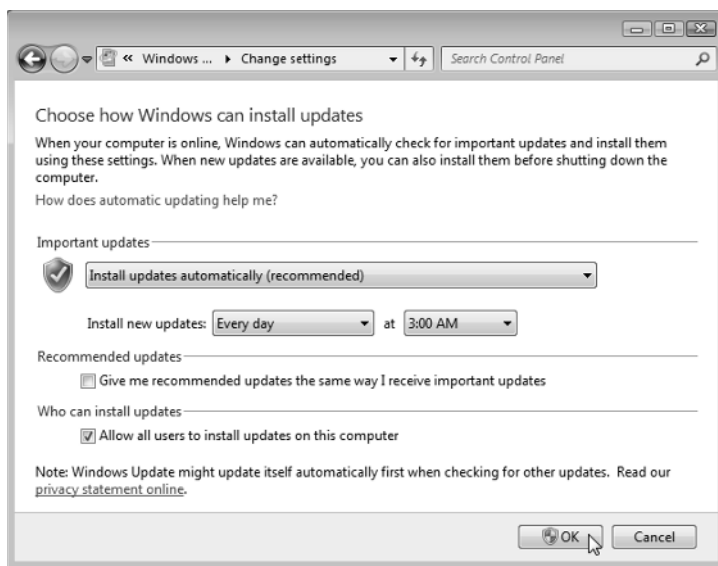 « Windows ... Change settings Search Control Panel
Choose how Windows can install updates
When your computer is online, Windows can automatically check for important updates and install them
using these settings. When new updates are available, you can also install them before shutting down the
computer.
How does automatic updating help me?
Important updates
Install updates automatically (recommended)
Install new updates: Every day at 3:00 AM
Recommended updates
Give me recommended updates the same way I receive important updates
Who can install updates
Allow all users to install updates on this computer
Note: Windows Update might update itself automatically first when checking for other updates. Read our
privacy statement online.
OK Cancel